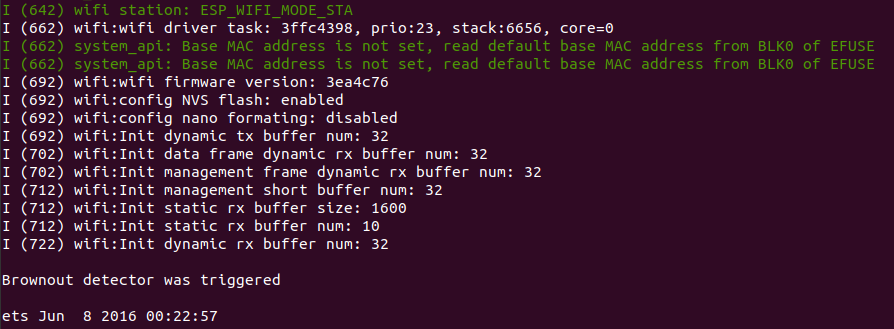 I (642) wifi station: ESP_WIFI_MODE_STA
I (662) wifi:wifi driver task: 3ffc4398, prio:23, stack:6656, core=0
I (662) system_api: Base MAC address is not set, read default base MAC address from BLK0 of EFUSE
I (662) system_api: Base MAC address is not set, read default base MAC address from BLK0 of EFUSE
I (692) wifi:wifi firmware version: 3ea4c76
I (692) wifi:config NVS flash: enabled
I (692) wifi:config nano formating: disabled
I (692) wifi:Init dynamic tx buffer num: 32
I (702) wifi:Init data frame dynamic rx buffer num: 32
I (702) wifi:Init management frame dynamic rx buffer num: 32
I (712) wifi:Init management short buffer num: 32
I (712) wifi:Init static rx buffer size: 1600
I (712) wifi:Init static rx buffer num: 10
I (722) wifi:Init dynamic rx buffer num: 32
Brownout detector was triggered
ets Jun  8 2016 00:22:57